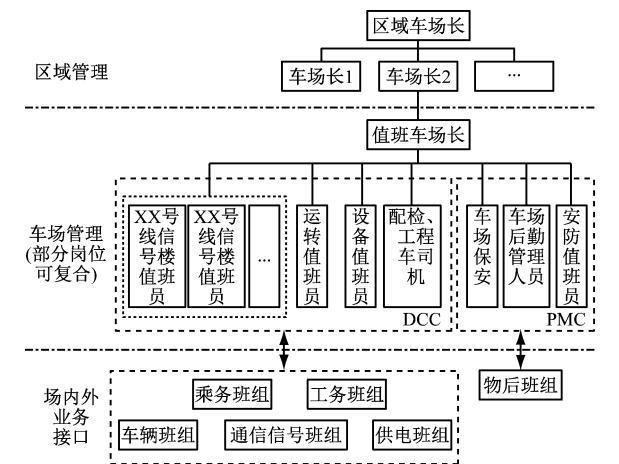 区域车场长
区域管理
车场长1
车场长2
...
值班车场长
车场管理
(部分岗位
可复合)
XX号
线信
号楼
值班
员
XX号
线信
号楼
值班
员
...
运转值班员
设备值班员
配检、
工程
车司
机
车场保安
车场
后勤
管理
人员
安防值班员
DCC
PMC
场内外
业务
接口
乘务班组
工务班组
车辆班组
通信信号班组
供电班组
物后班组